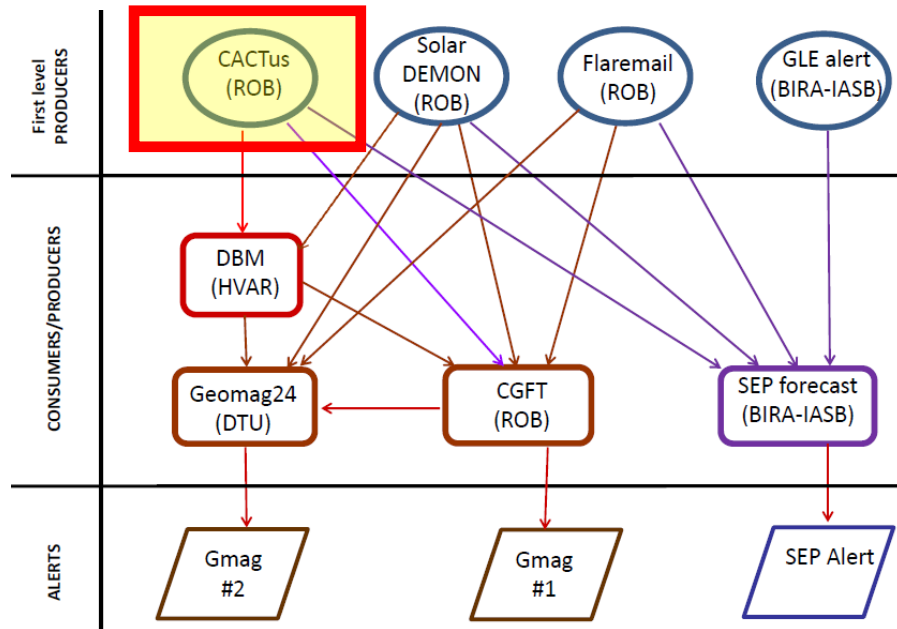 First level
PRODUCERS
CACTus
(ROB)
Solar
DEMON
(ROB)
Flaremail
(ROB)
GLE alert
(BIRA-IASB)
CONSUMERS/PRODUCERS
DBM
(HVAR)
Geomag24
(DTU)
CGFT
(ROB)
SEP forecast
(BIRA-IASB)
ALERTS
Gmag
#2
Gmag
#1
SEP Alert